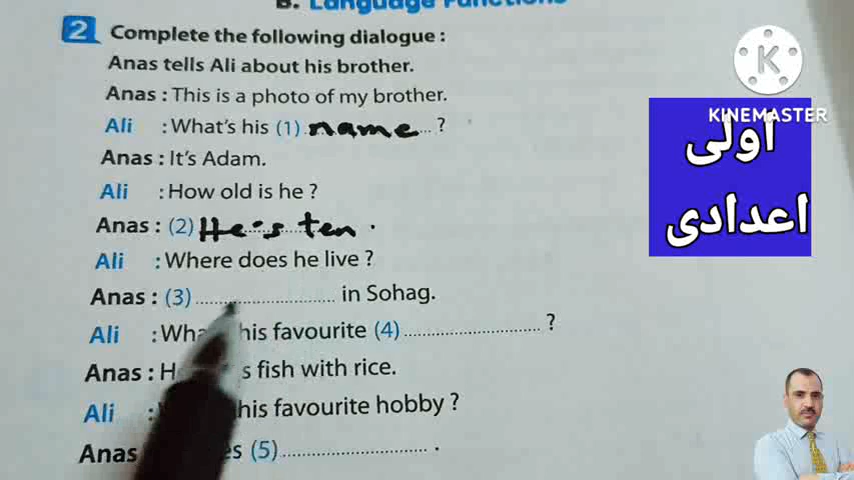 B. Language Functions
2 Complete the following dialogue :
Anas tells Ali about his brother.
Anas : This is a photo of my brother.
Ali : What's his (1) name ?
Anas : It's Adam.
Ali : How old is he ?
Anas : (2) He's ten .
Ali : Where does he live ?
Anas : (3) .............................. in Sohag.
Ali : his favourite (4) .............................. ?
Anas : fish with rice.
Ali : his favourite hobby ?
Anas (5) .............................. .
K
KINEMASTER
اولى
اعدادى